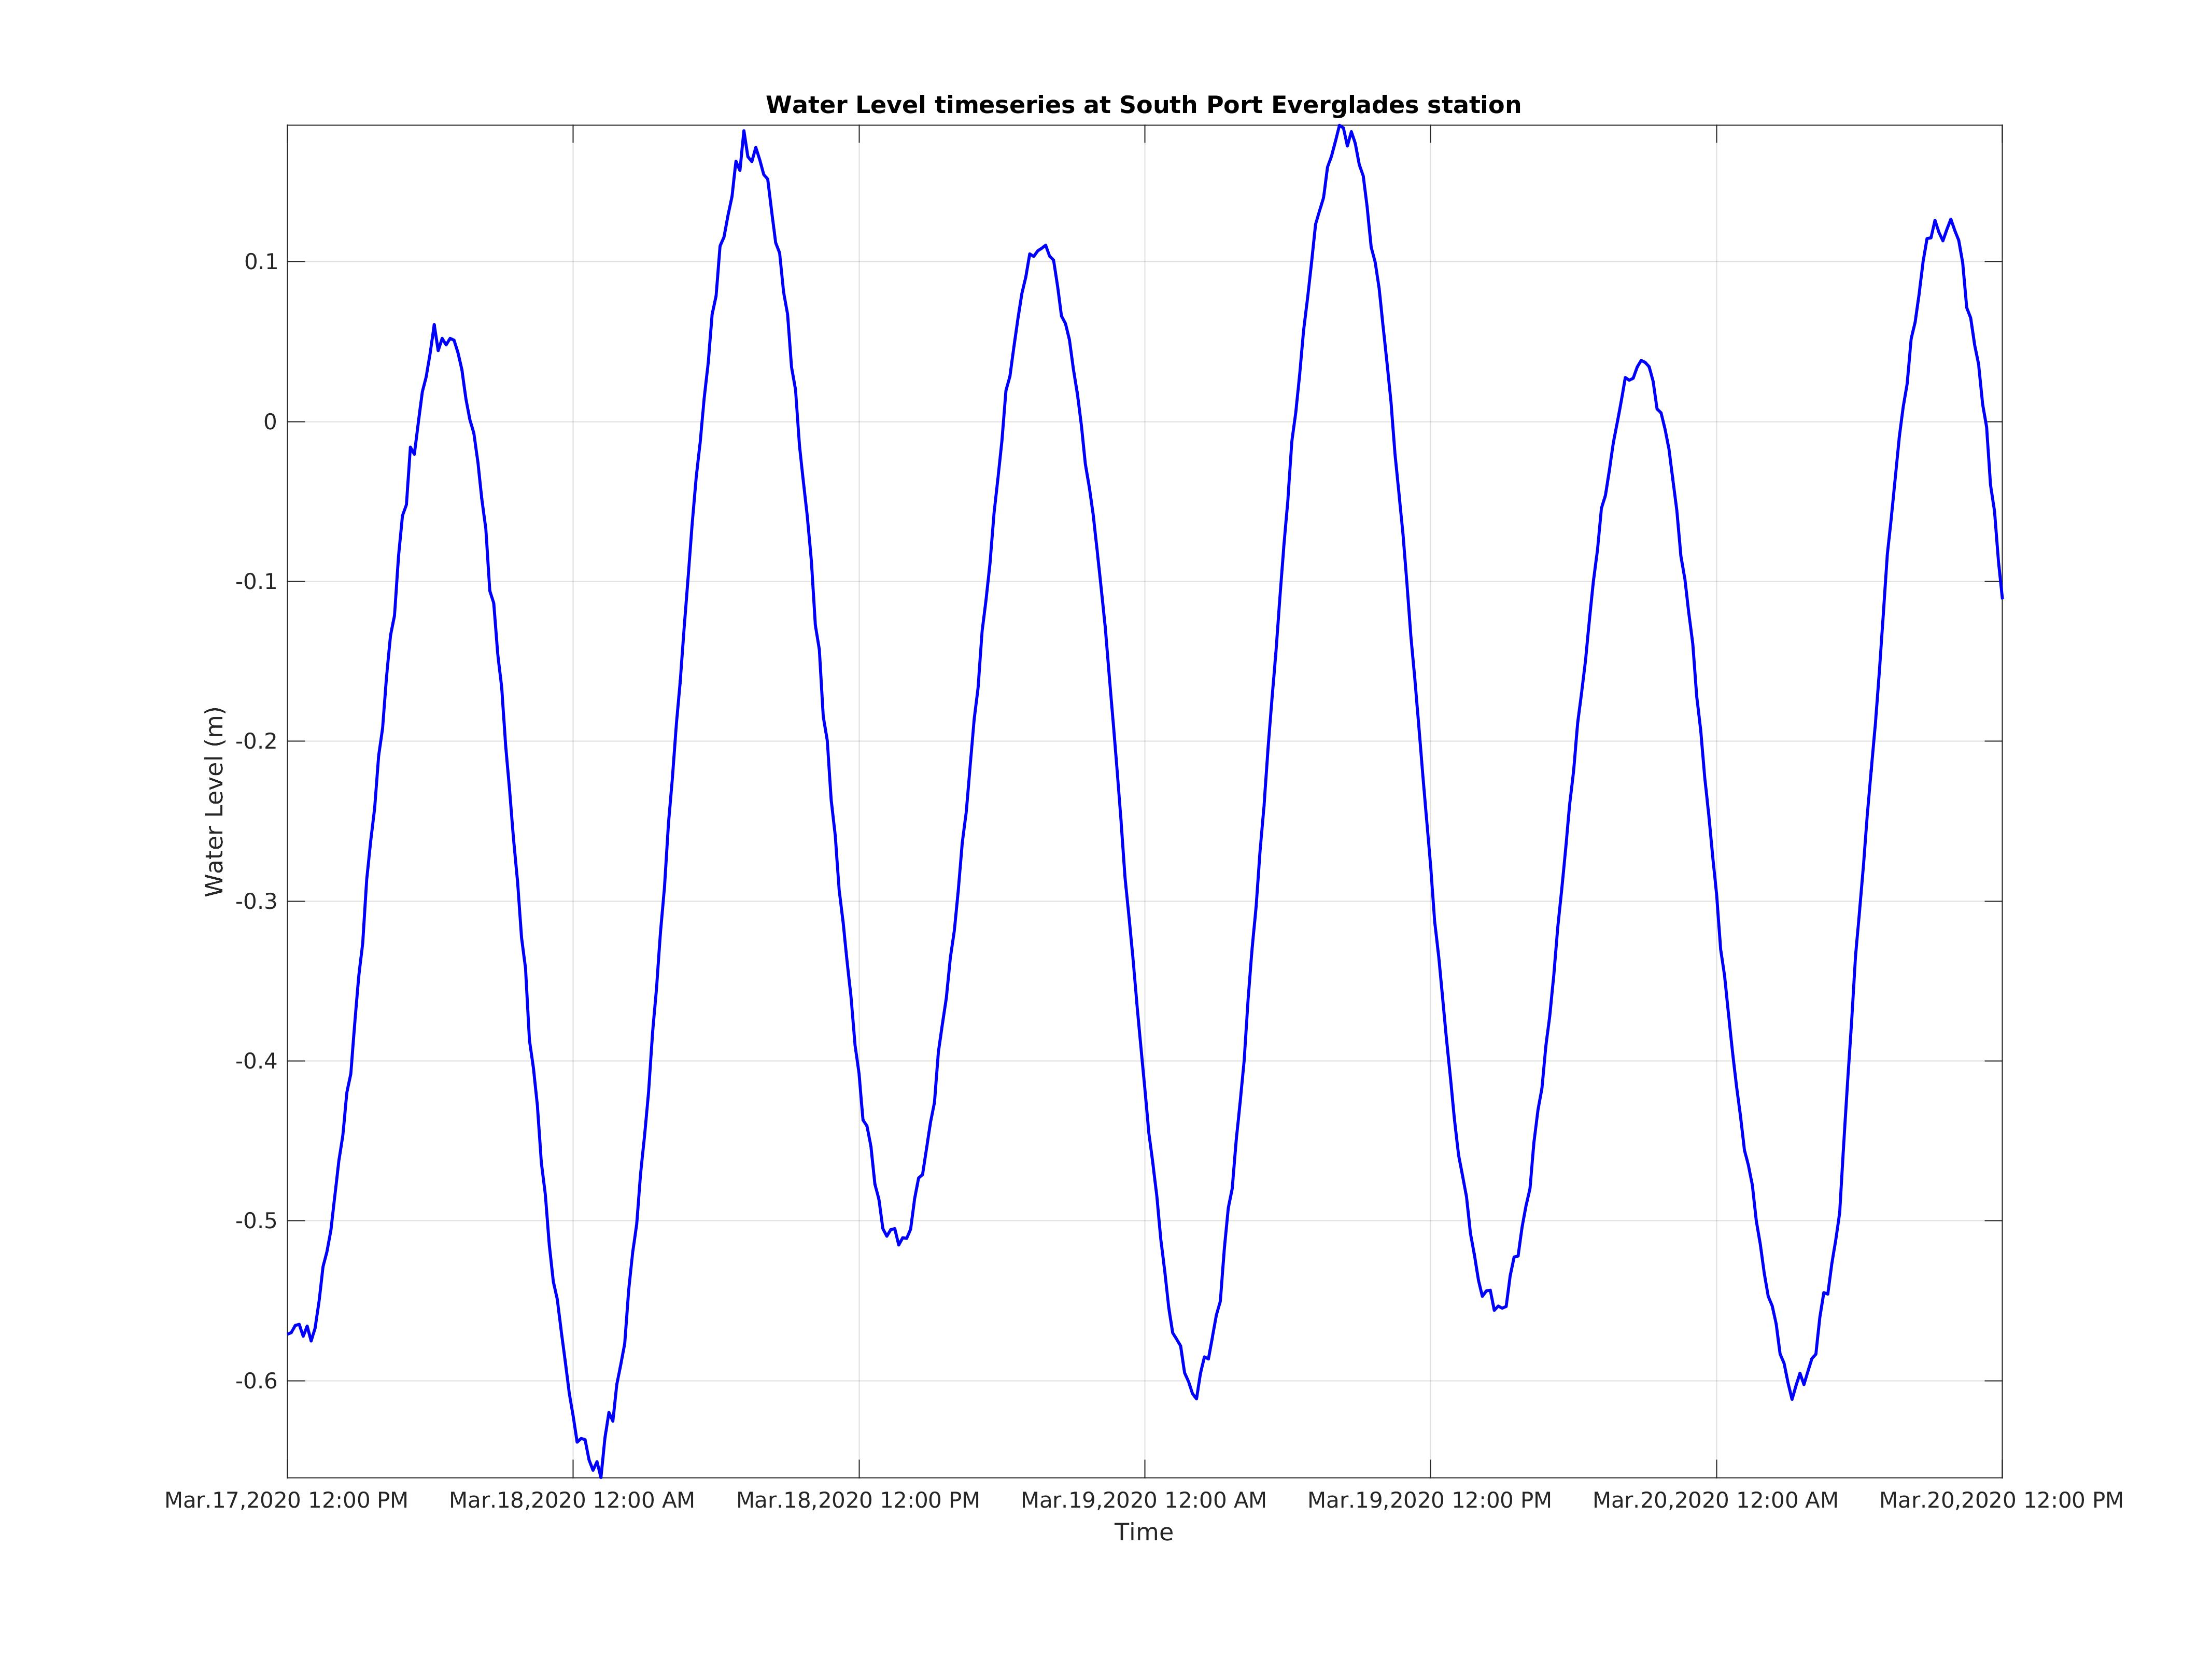 Water Level timeseries at South Port Everglades station
0.1
0
-0.1
-0.2
-0.3
-0.4
-0.5
-0.6
Water Level (m)
Mar.17,2020 12:00 PM
Mar.18,2020 12:00 AM
Mar.18,2020 12:00 PM
Mar.19,2020 12:00 AM
Mar.19,2020 12:00 PM
Mar.20,2020 12:00 AM
Mar.20,2020 12:00 PM
Time